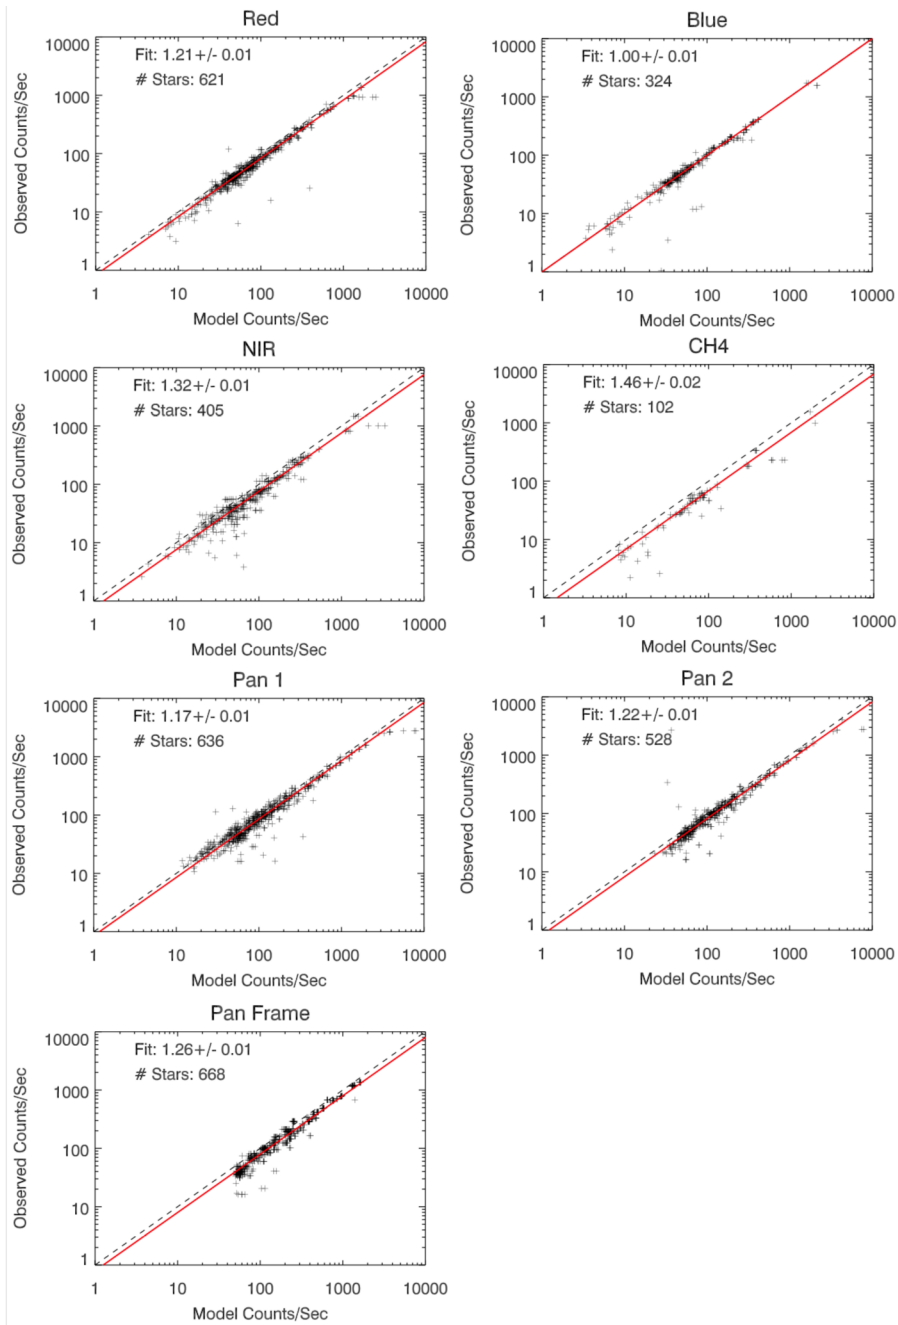 Red
Fit: 1.21+/- 0.01
# Stars: 621
10000
1000
100
10
1
1 10 100 1000 10000
Observed Counts/Sec
Model Counts/Sec
Blue
Fit: 1.00+/- 0.01
# Stars: 324
10000
1000
100
10
1
1 10 100 1000 10000
Observed Counts/Sec
Model Counts/Sec
NIR
Fit: 1.32+/- 0.01
# Stars: 405
10000
1000
100
10
1
1 10 100 1000 10000
Observed Counts/Sec
Model Counts/Sec
CH4
Fit: 1.46+/- 0.02
# Stars: 102
10000
1000
100
10
1
1 10 100 1000 10000
Observed Counts/Sec
Model Counts/Sec
Pan 1
Fit: 1.17+/- 0.01
# Stars: 636
10000
1000
100
10
1
1 10 100 1000 10000
Observed Counts/Sec
Model Counts/Sec
Pan 2
Fit: 1.22+/- 0.01
# Stars: 528
10000
1000
100
10
1
1 10 100 1000 10000
Observed Counts/Sec
Model Counts/Sec
Pan Frame
Fit: 1.26+/- 0.01
# Stars: 668
10000
1000
100
10
1
1 10 100 1000 10000
Observed Counts/Sec
Model Counts/Sec